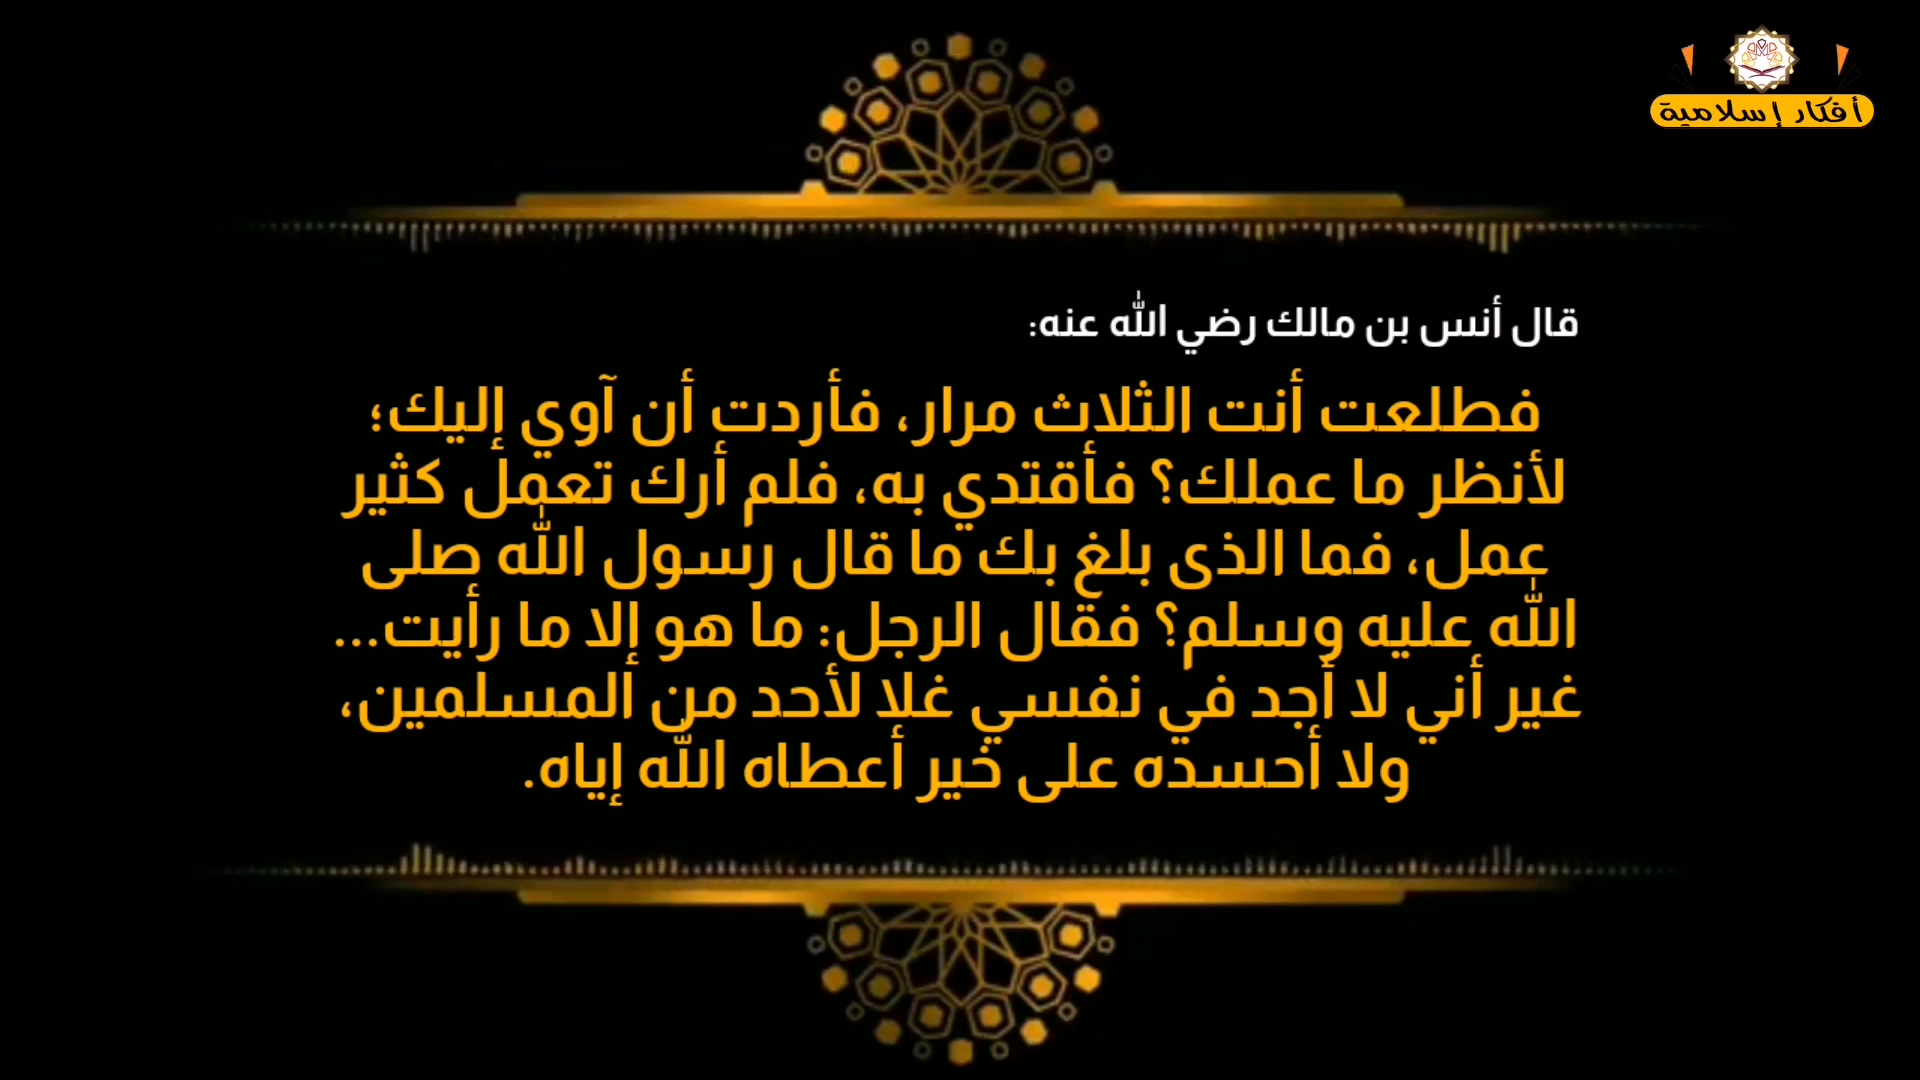 أفكار إسلامية
قال أنس بن مالك رضي الله عنه:
فطلعت أنت الثلاث مرار، فأردت أن آوي إليك؛
لأنظر ما عملك؟ فأقتدي به، فلم أرك تعمل كثير
عمل، فما الذى بلغ بك ما قال رسول الله صلى
الله عليه وسلم؟ فقال الرجل: ما هو إلا ما رأيت...
غير أني لا أجد في نفسي غلا لأحد من المسلمين،
ولا أحسده على خير أعطاه الله إياه.